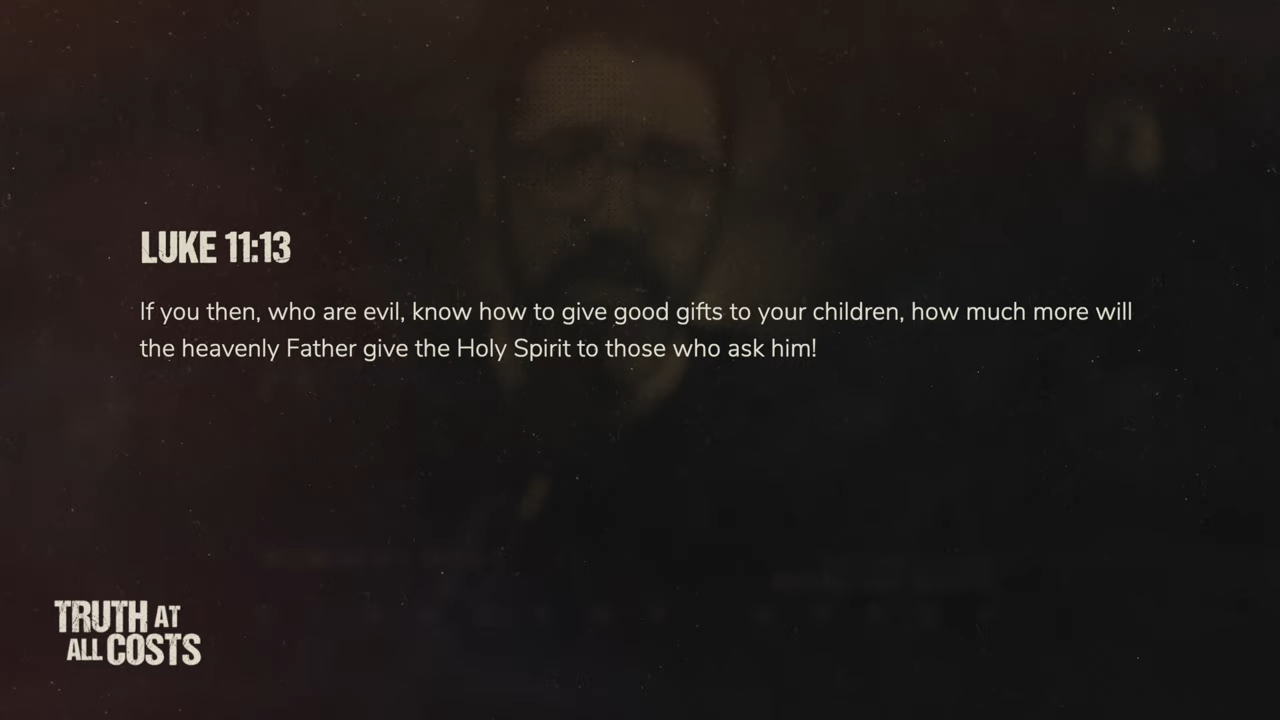 LUKE 11:13
If you then, who are evil, know how to give good gifts to your children, how much more will
the heavenly Father give the Holy Spirit to those who ask him!
TRUTH AT
ALL COSTS